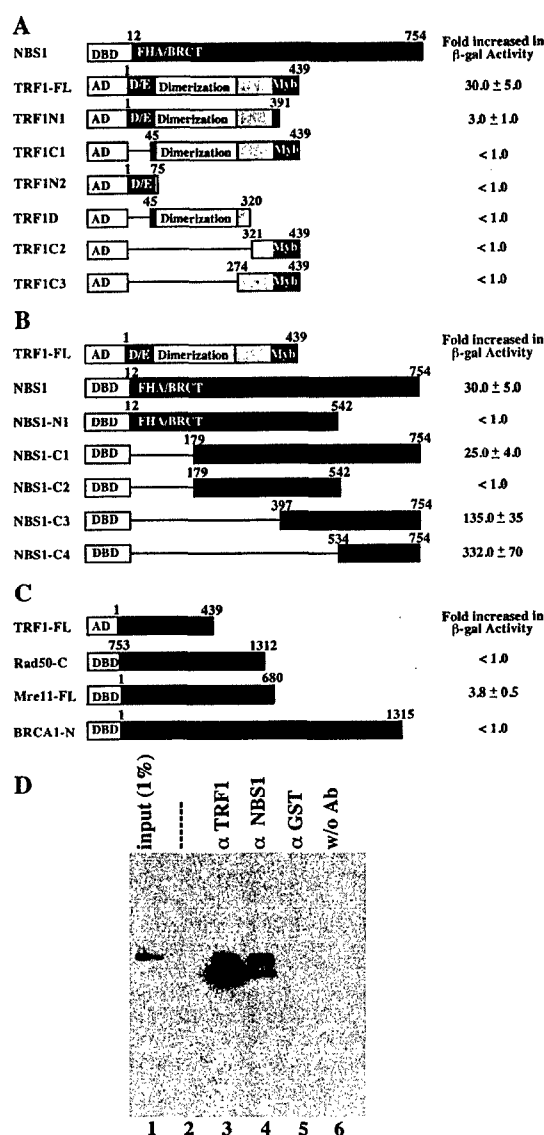 A
12 754 Fold increased in
β-gal Activity
NBS1 DBD FHA/BRCT
1 439
TRF1-FL AD D/E Dimerization Myb 30.0 ± 5.0
1 391
TRF1N1 AD D/E Dimerization 3.0 ± 1.0
45 439
TRF1C1 AD Dimerization Myb < 1.0
1 75
TRF1N2 AD D/E < 1.0
45 320
TRF1D AD Dimerization < 1.0
321 439
TRF1C2 AD Myb < 1.0
274 439
TRF1C3 AD Myb < 1.0
B
1 439 Fold increased in
β-gal Activity
TRF1-FL AD D/E Dimerization Myb
12 754
NBS1 DBD FHA/BRCT 30.0 ± 5.0
12 542
NBS1-N1 DBD FHA/BRCT < 1.0
179 754
NBS1-C1 DBD 25.0 ± 4.0
179 542
NBS1-C2 DBD < 1.0
397 754
NBS1-C3 DBD 135.0 ± 35
534 754
NBS1-C4 DBD 332.0 ± 70
C
1 439 Fold increased in
β-gal Activity
TRF1-FL AD
753 1312
Rad50-C DBD < 1.0
1 680
Mre11-FL DBD 3.8 ± 0.5
1 1315
BRCA1-N DBD < 1.0
D
input (1%)
------
α TRF1
α NBS1
α GST
w/o Ab
1 2 3 4 5 6